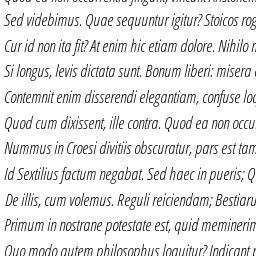 Sed videbimus. Quae sequuntur igitur? Stoicos rog
Cur id non ita fit? At enim hic etiam dolore. Nihilo
Si longus, levis dictata sunt. Bonum liberi: misera
Contemnit enim disserendi elegantiam, confuse loq
Quod cum dixissent, ille contra. Quod ea non occu
Nummus in Croesi divitiis obscuratur, pars est tam
Id Sextilius factum negabat. Sed haec in pueris; Q
De illis, cum volemus. Reguli reiciendam; Bestiaru
Primum in nostrane potestate est, quid meminerim
Quo modo autem philosophus loquitur? Indicant